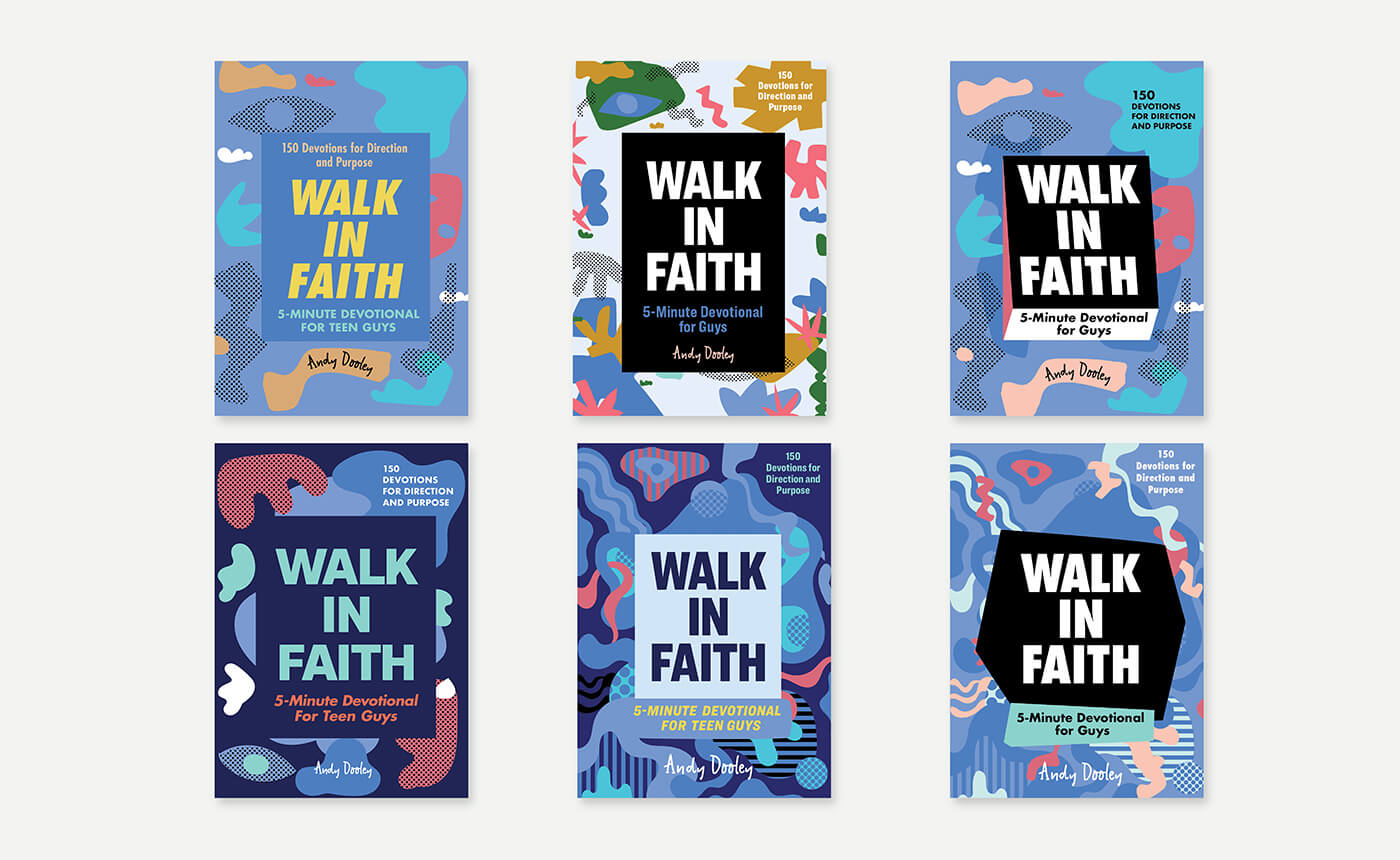 150 Devotions for Direction
and Purpose
WALK
IN
FAITH
5-MINUTE DEVOTIONAL
FOR TEEN GUYS
Andy Dooley
150
Devotions for
Direction and
Purpose
WALK
IN
FAITH
5-Minute Devotional
for Guys
Andy Dooley
150
DEVOTIONS
FOR DIRECTION
AND PURPOSE
WALK
IN
FAITH
5-Minute Devotional
for Guys
Andy Dooley
150
DEVOTIONS
FOR DIRECTION
AND PURPOSE
WALK
IN
FAITH
5-Minute Devotional
For Teen Guys
Andy Dooley
150
Devotions for
Direction and
Purpose
WALK
IN
FAITH
5-MINUTE DEVOTIONAL
FOR TEEN GUYS
Andy Dooley
150
Devotions for
Direction and
Purpose
WALK
IN
FAITH
5-Minute Devotional
for Guys
Andy Dooley